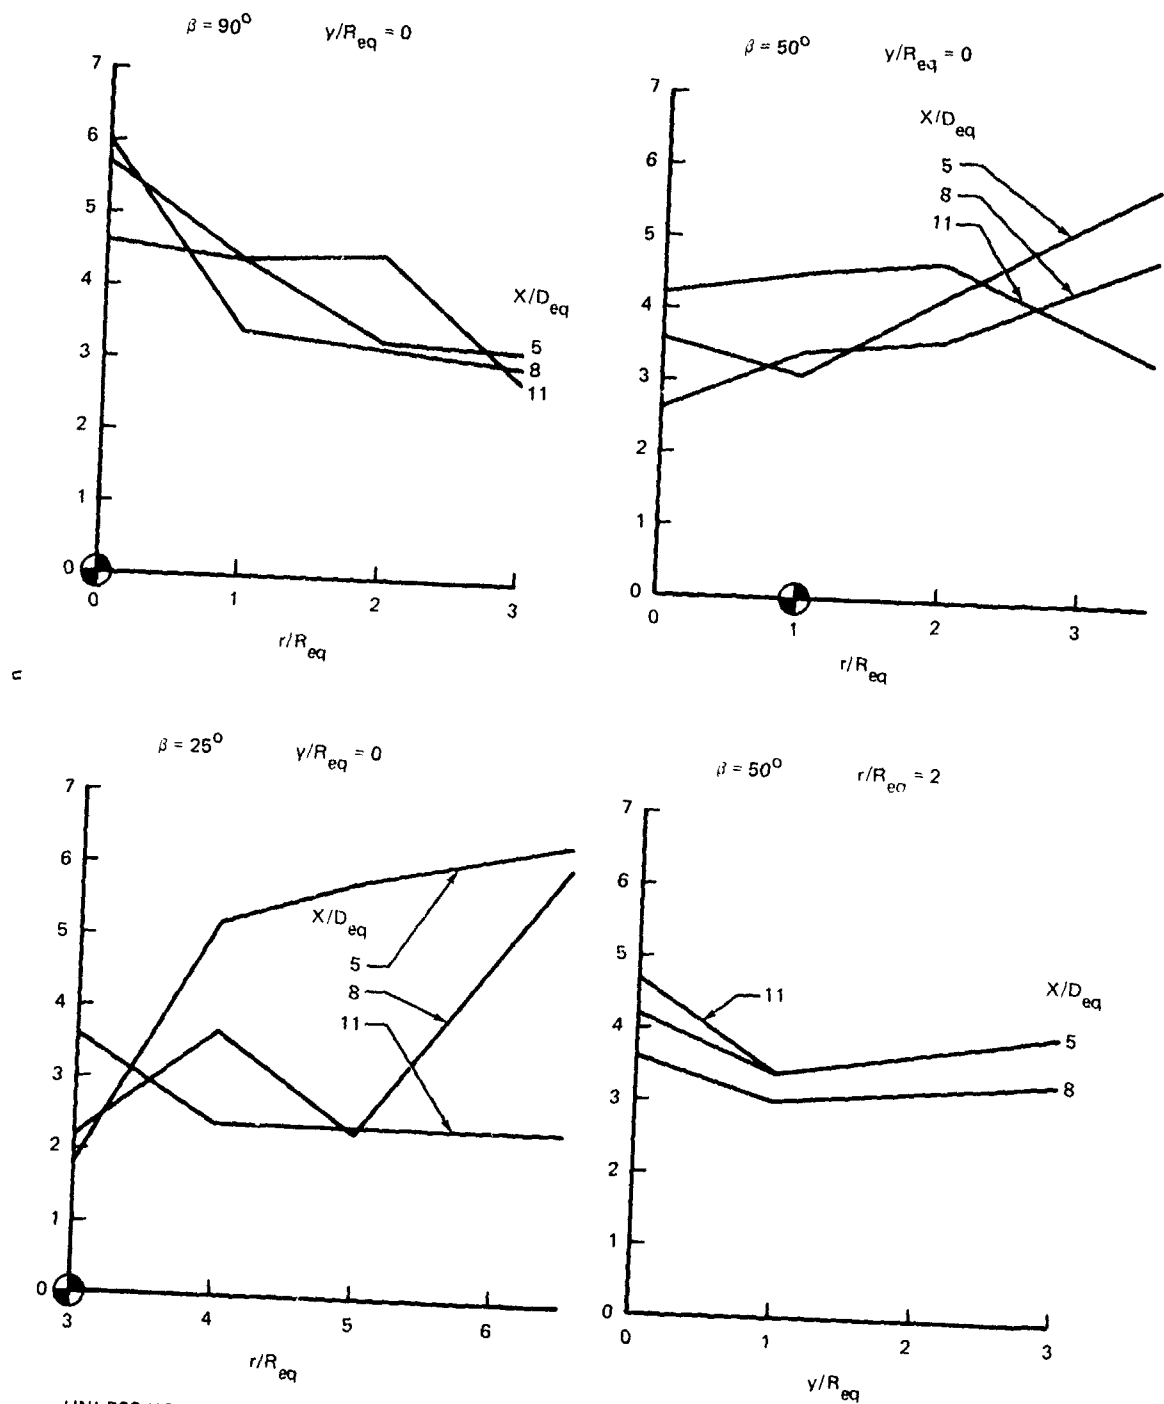 β = 90° y/Req = 0
7
6
5
4
3
2
1
0
0 1 2 3
X/Deq
5
8
11
r/Req
β = 50° y/Req = 0
7
6
5
4
3
2
1
0
0 1 2 3
X/Deq
5
8
11
r/Req
n
β = 25° y/Req = 0
7
6
5
4
3
2
1
0
3 4 5 6
X/Deq
5
8
11
r/Req
β = 50° r/Req = 2
7
6
5
4
3
2
1
0
0 1 2 3
11
X/Deq
5
8
y/Req